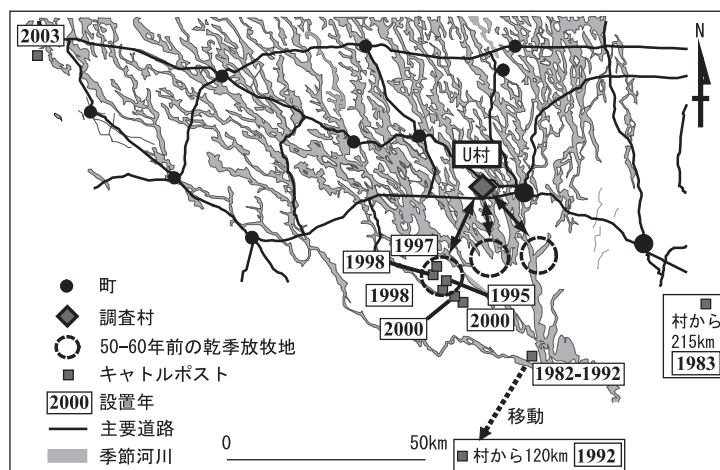 2003
N
U村
1997
1998
1998
1995
2000
2000
1982-1992
村から
215km
1983
移動
村から120km 1992
町
調査村
50-60年前の乾季放牧地
キャトルポスト
2000 設置年
主要道路
季節河川
0 50km